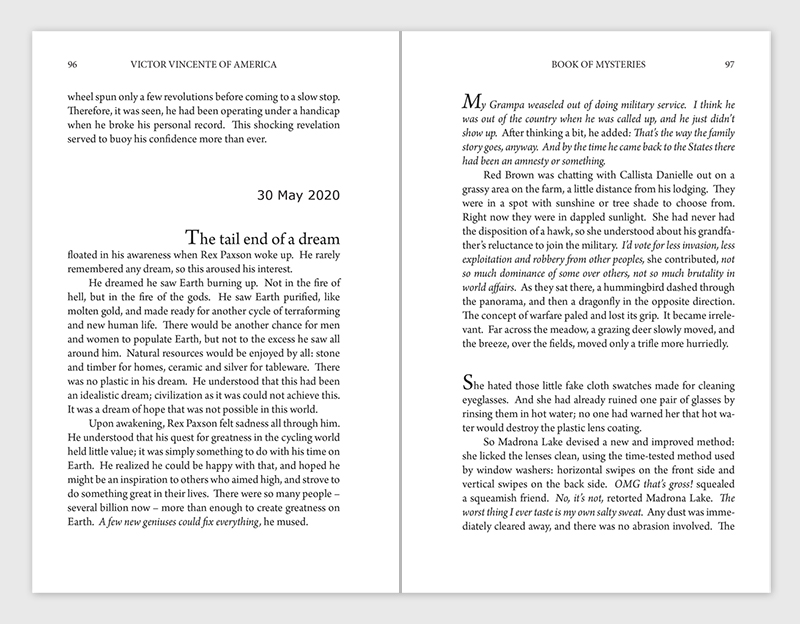 96 VICTOR VINCENTE OF AMERICA
wheel spun only a few revolutions before coming to a slow stop.
Therefore, it was seen, he had been operating under a handicap
when he broke his personal record. This shocking revelation
served to buoy his confidence more than ever.
30 May 2020
The tail end of a dream
floated in his awareness when Rex Paxson woke up. He rarely
remembered any dream, so this aroused his interest.
He dreamed he saw Earth burning up. Not in the fire of
hell, but in the fire of the gods. He saw Earth purified, like
molten gold, and made ready for another cycle of terraforming
and new human life. There would be another chance for men
and women to populate Earth, but not to the excess he saw all
around him. Natural resources would be enjoyed by all: stone
and timber for homes, ceramic and silver for tableware. There
was no plastic in his dream. He understood that this had been
an idealistic dream; civilization as it was could not achieve this.
It was a dream of hope that was not possible in this world.
Upon awakening, Rex Paxson felt sadness all through him.
He understood that his quest for greatness in the cycling world
held little value; it was simply something to do with his time on
Earth. He realized he could be happy with that, and hoped he
might be an inspiration to others who aimed high, and strove to
do something great in their lives. There were so many people –
several billion now – more than enough to create greatness on
Earth. A few new geniuses could fix everything, he mused.
BOOK OF MYSTERIES 97
My Grampa weaseled out of doing military service. I think he
was out of the country when he was called up, and he just didn't
show up. After thinking a bit, he added: That's the way the family
story goes, anyway. And by the time he came back to the States there
had been an amnesty or something.
Red Brown was chatting with Callista Danielle out on a
grassy area on the farm, a little distance from his lodging. They
were in a spot with sunshine or tree shade to choose from.
Right now they were in dappled sunlight. She had never had
the disposition of a hawk, so she understood about his grandfa-
ther's reluctance to join the military. I'd vote for less invasion, less
exploitation and robbery from other peoples, she contributed, not
so much dominance of some over others, not so much brutality in
world affairs. As they sat there, a hummingbird dashed through
the panorama, and then a dragonfly in the opposite direction.
The concept of warfare paled and lost its grip. It became irrele-
vant. Far across the meadow, a grazing deer slowly moved, and
the breeze, over the fields, moved only a trifle more hurriedly.
She hated those little fake cloth swatches made for cleaning
eyeglasses. And she had already ruined one pair of glasses by
rinsing them in hot water; no one had warned her that hot wa-
ter would destroy the plastic lens coating.
So Madrona Lake devised a new and improved method:
she licked the lenses clean, using the time-tested method used
by window washers: horizontal swipes on the front side and
vertical swipes on the back side. OMG that's gross! squealed
a squeamish friend. No, it's not, retorted Madrona Lake. The
worst thing I ever taste is my own salty sweat. Any dust was imme-
diately cleared away, and there was no abrasion involved. The